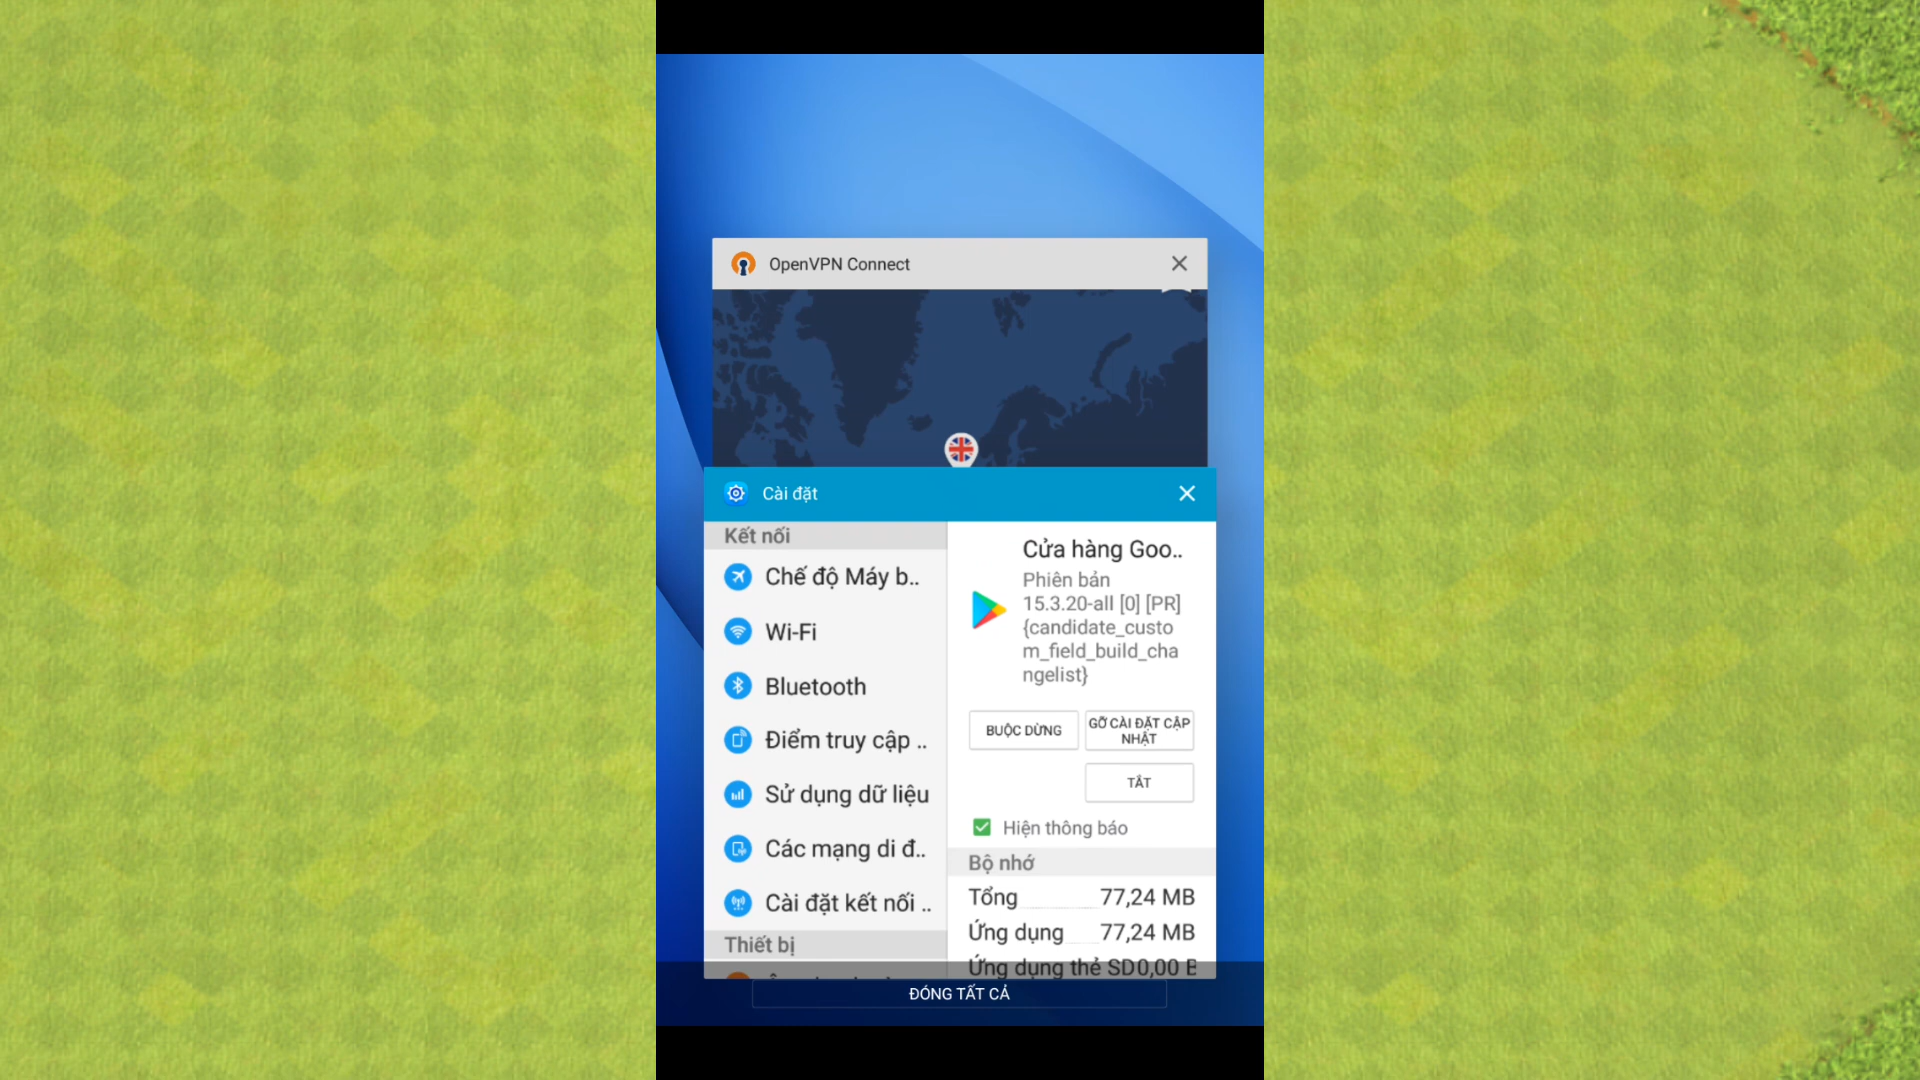 OpenVPN Connect
Cài đặt
Kết nối
Chế độ Máy b..
Wi-Fi
Bluetooth
Điểm truy cập ..
Sử dụng dữ liệu
Các mạng di đ..
Cài đặt kết nối ..
Thiết bị
Cửa hàng Goo..
Phiên bản
15.3.20-all [0] [PR]
{candidate_custo
m_field_build_cha
ngelist}
BUỘC DỪNG
GỠ CÀI ĐẶT CẬP
NHẬT
TẮT
Hiện thông báo
Bộ nhớ
Tổng 77,24 MB
Ứng dụng 77,24 MB
Ứng dụng thẻ SD 0,00 B
ĐÓNG TẤT CẢ